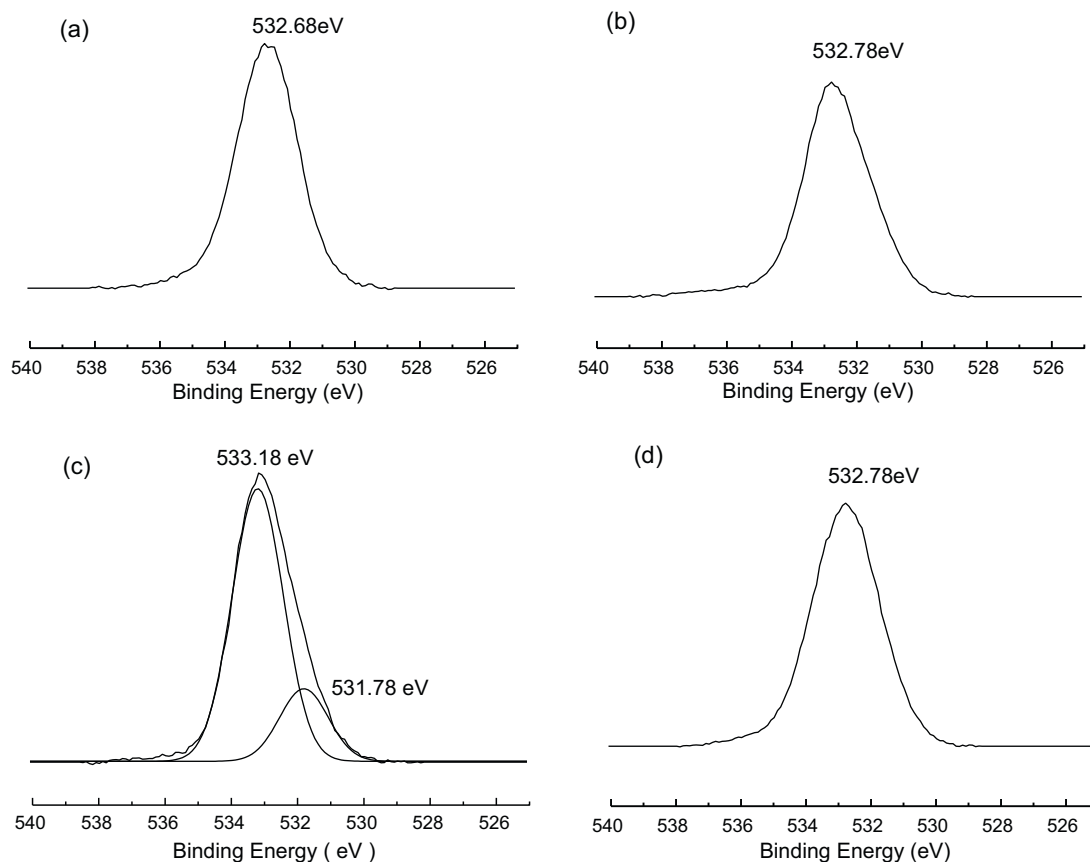 (a)
532.68eV
540 538 536 534 532 530 528 526
Binding Energy (eV)
(b)
532.78eV
540 538 536 534 532 530 528 526
Binding Energy (eV)
(c)
533.18 eV
531.78 eV
540 538 536 534 532 530 528 526
Binding Energy ( eV )
(d)
532.78eV
540 538 536 534 532 530 528 526
Binding Energy (eV)